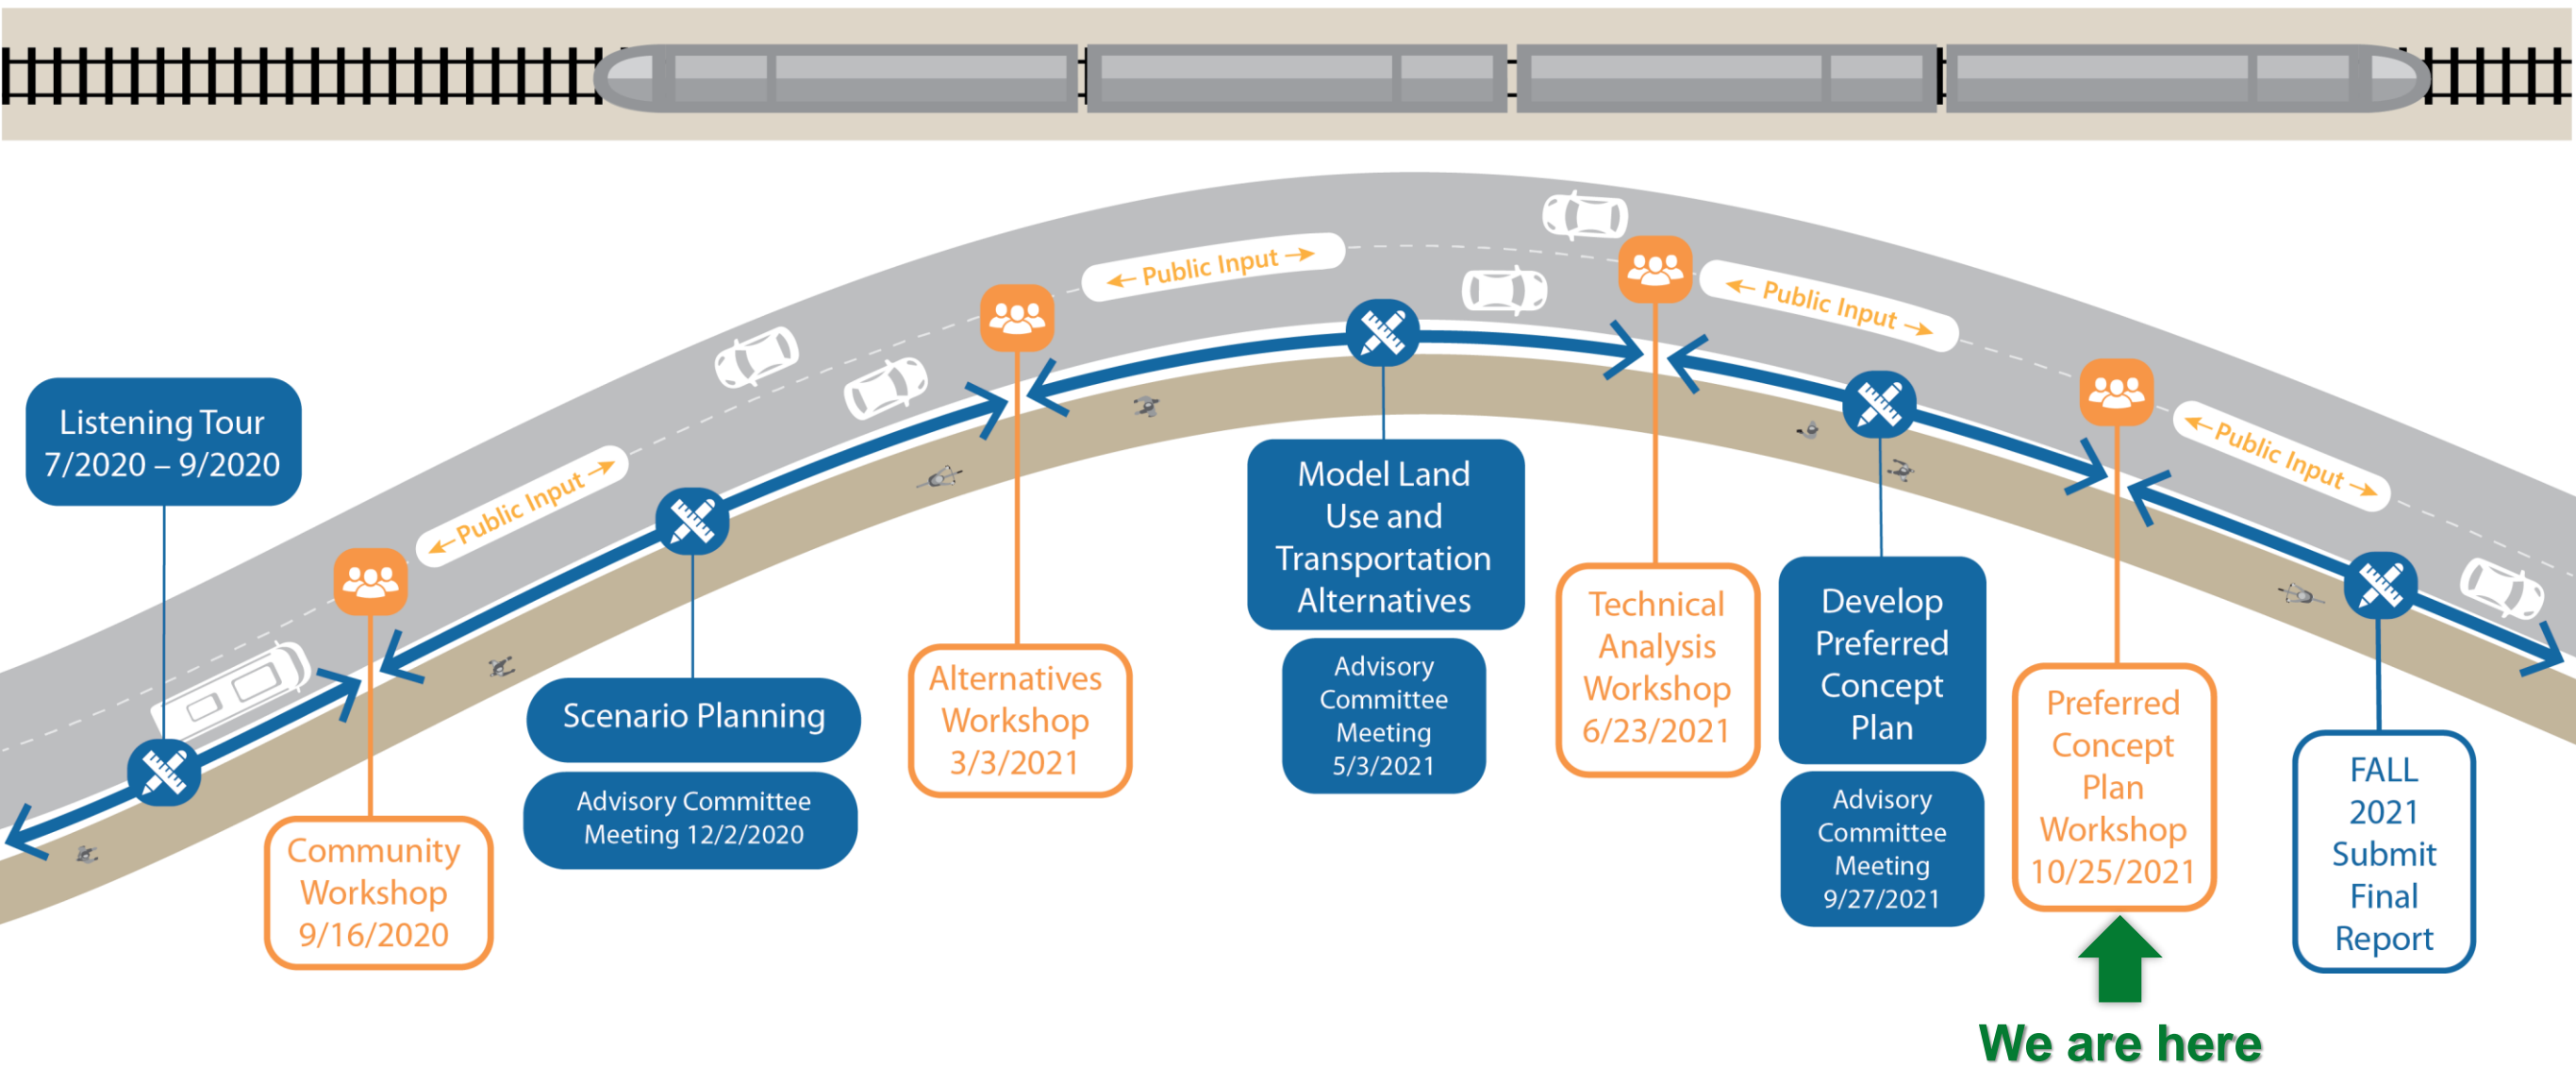 Listening Tour
7/2020 – 9/2020
Community
Workshop
9/16/2020
← Public Input →
Scenario Planning
Advisory Committee
Meeting 12/2/2020
Alternatives
Workshop
3/3/2021
← Public Input →
Model Land
Use and
Transportation
Alternatives
Advisory
Committee
Meeting
5/3/2021
Technical
Analysis
Workshop
6/23/2021
← Public Input →
Develop
Preferred
Concept
Plan
Advisory
Committee
Meeting
9/27/2021
Preferred
Concept
Plan
Workshop
10/25/2021
← Public Input →
FALL
2021
Submit
Final
Report
We are here